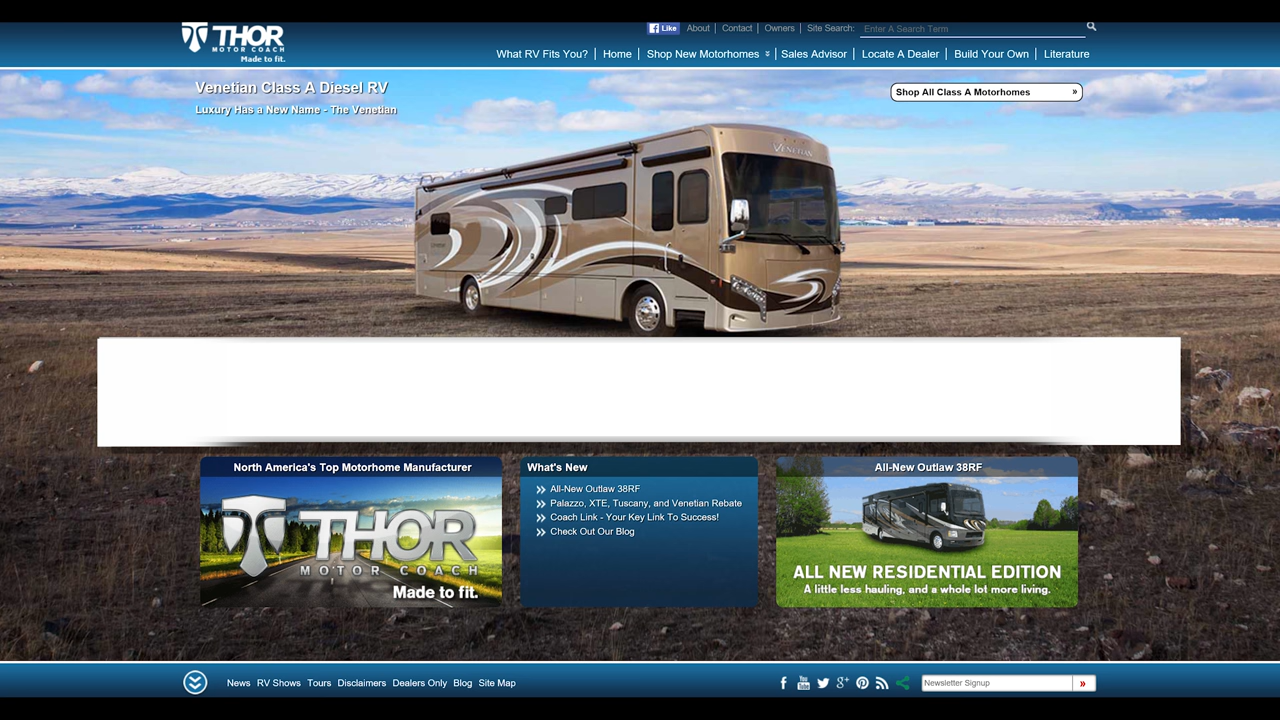 THOR
MOTOR COACH
Made to fit.
Like About Contact Owners Site Search: Enter A Search Term
What RV Fits You? Home Shop New Motorhomes Sales Advisor Locate A Dealer Build Your Own Literature
Venetian Class A Diesel RV
Luxury Has a New Name - The Venetian
Shop All Class A Motorhomes »
VENETIAN
North America's Top Motorhome Manufacturer
THOR
MOTOR COACH
Made to fit.
What's New
All-New Outlaw 38RF
Palazzo, XTE, Tuscany, and Venetian Rebate
Coach Link - Your Key Link To Success!
Check Out Our Blog
All-New Outlaw 38RF
ALL NEW RESIDENTIAL EDITION
A little less hauling, and a whole lot more living.
News RV Shows Tours Disclaimers Dealers Only Blog Site Map
You Tube
Newsletter Signup »